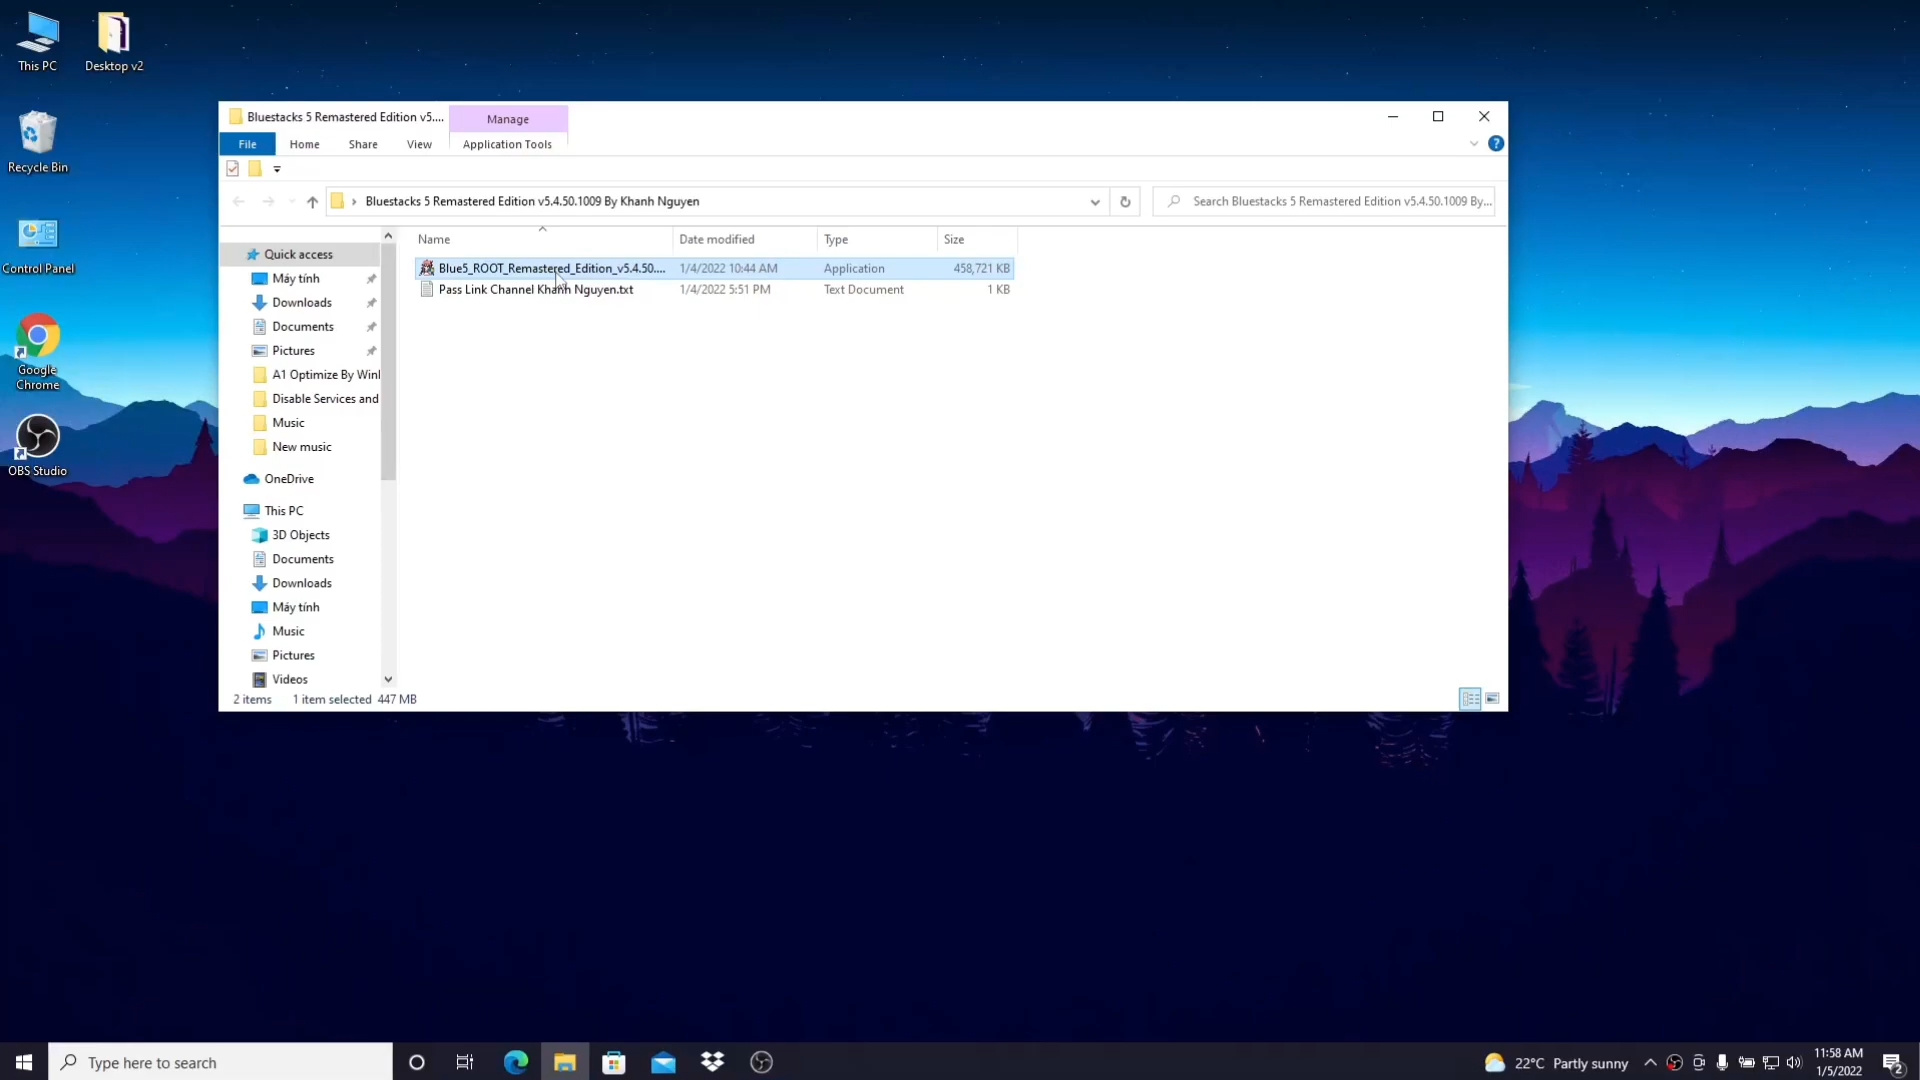 This PC
Desktop v2
Recycle Bin
Control Panel
Google
Chrome
OBS Studio
Bluestacks 5 Remastered Edition v5....
Manage
File
Home
Share
View
Application Tools
Bluestacks 5 Remastered Edition v5.4.50.1009 By Khanh Nguyen
Search Bluestacks 5 Remastered Edition v5.4.50.1009 By...
Name
Date modified
Type
Size
Blue5_ROOT_Remastered_Edition_v5.4.50....
1/4/2022 10:44 AM
Application
458,721 KB
Pass Link Channel Khanh Nguyen.txt
1/4/2022 5:51 PM
Text Document
1 KB
Quick access
Máy tính
Downloads
Documents
Pictures
A1 Optimize By Winl
Disable Services and
Music
New music
OneDrive
This PC
3D Objects
Documents
Downloads
Máy tính
Music
Pictures
Videos
2 items
1 item selected 447 MB
Type here to search
22°C Partly sunny
11:58 AM
1/5/2022
2